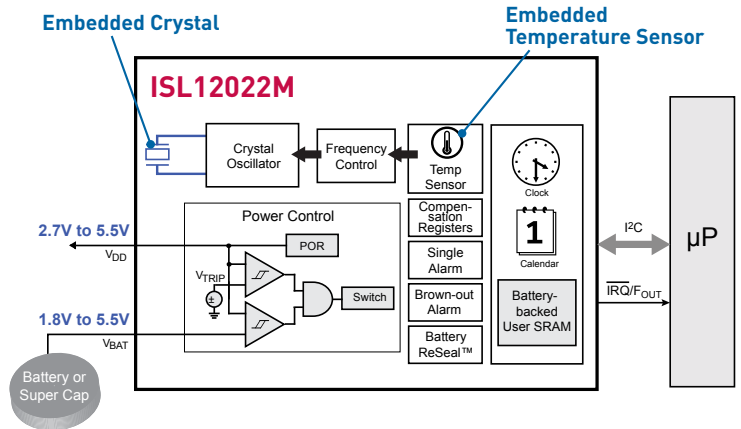 Embedded Crystal
Embedded
Temperature Sensor
ISL12022M
Crystal
Oscillator
Frequency
Control
Temp
Sensor
Clock
Compen-
sation
Registers
Power Control
2.7V to 5.5V
VDD
POR
VTRIP
±
Switch
1.8V to 5.5V
VBAT
Single
Alarm
Brown-out
Alarm
Battery
ReSeal™
1
Calendar
Battery-
backed
User SRAM
I²C
IRQ/FOUT
µP
Battery or
Super Cap